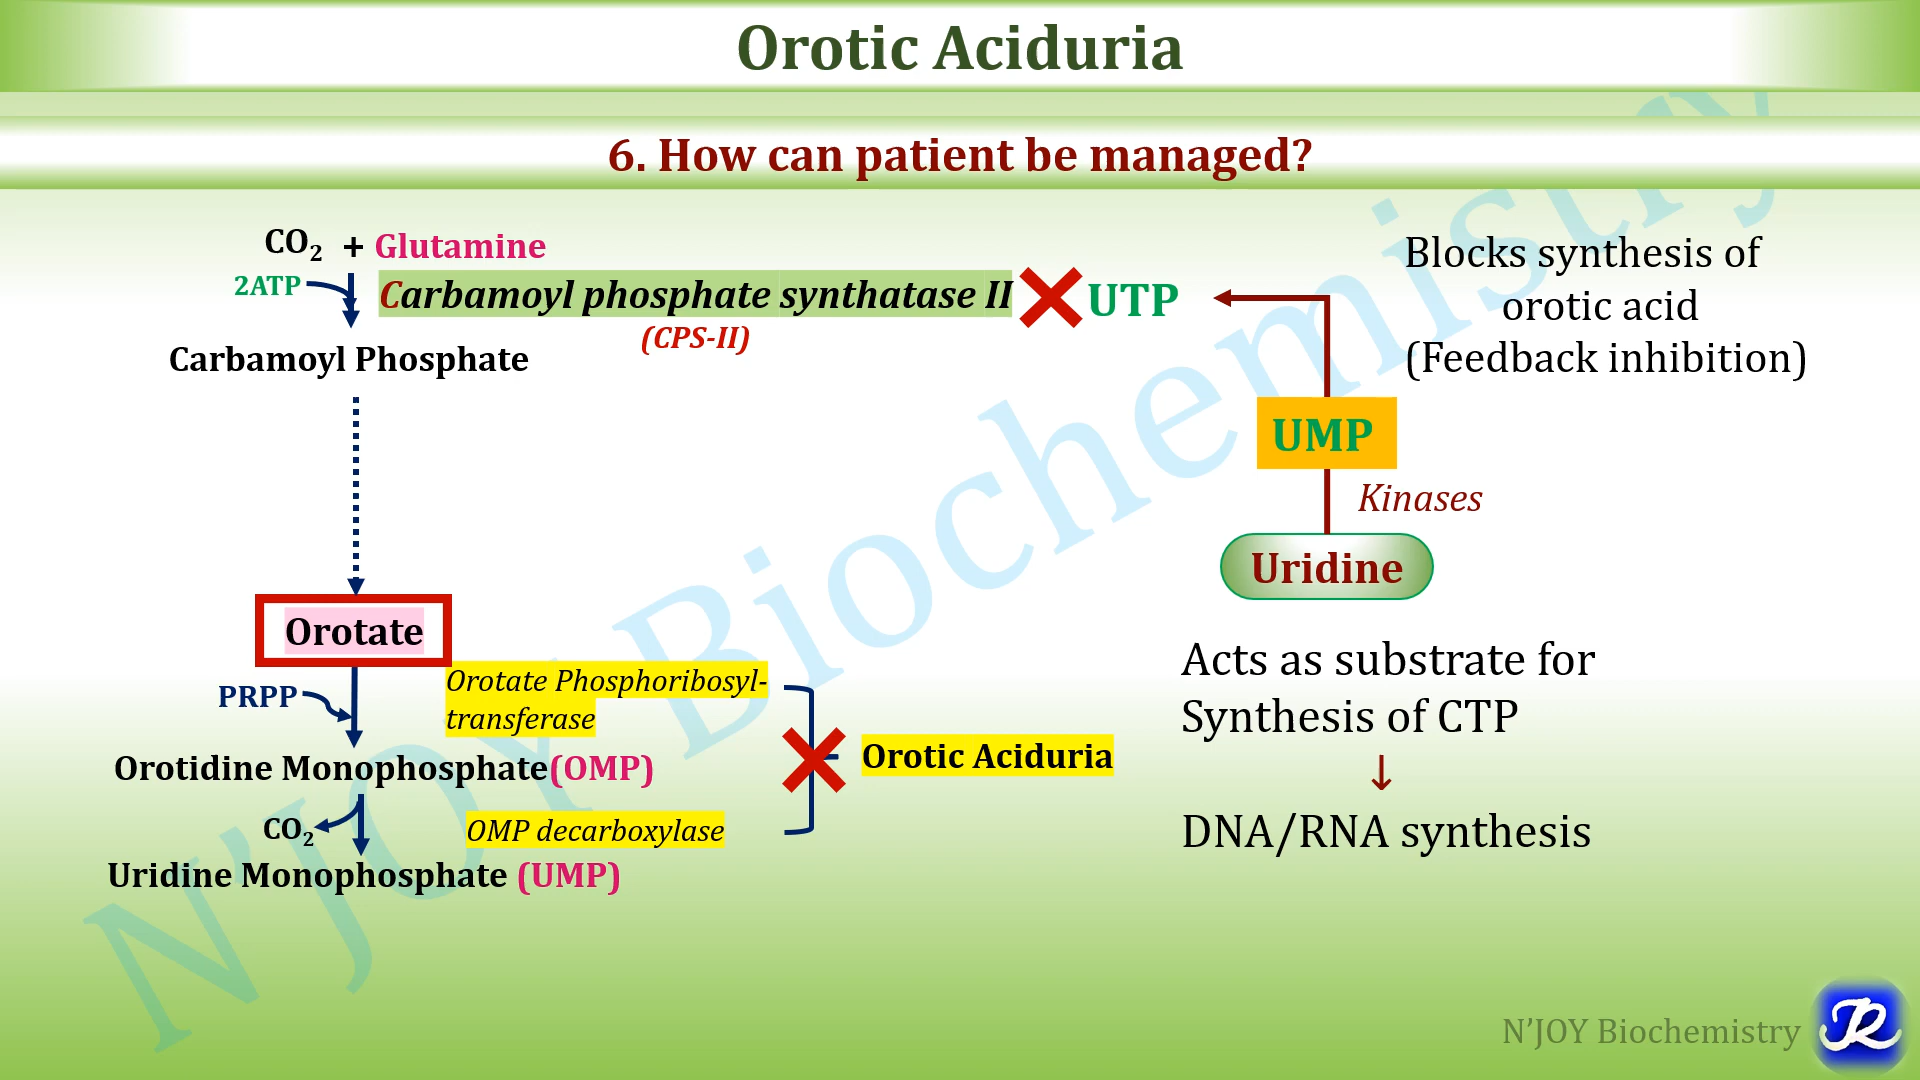 Orotic Aciduria
6. How can patient be managed?
CO₂ + Glutamine
2ATP
Carbamoyl phosphate synthatase II
UTP
(CPS-II)
Carbamoyl Phosphate
Blocks synthesis of
orotic acid
(Feedback inhibition)
UMP
Kinases
Uridine
Orotate
PRPP
Orotate Phosphoribosyl-
transferase
Orotidine Monophosphate(OMP)
Orotic Aciduria
CO₂
OMP decarboxylase
Uridine Monophosphate (UMP)
Acts as substrate for
Synthesis of CTP
↓
DNA/RNA synthesis
N'JOY Biochemistry
N’JOY Biochemistry
R